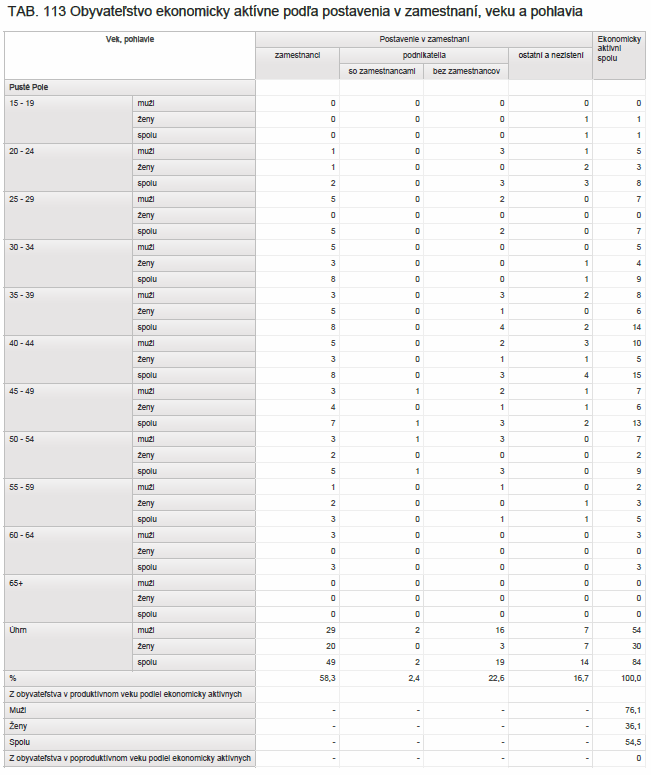 TAB. 113 Obyvateľstvo ekonomicky aktívne podľa postavenia v zamestnaní, veku a pohlavia
Vek, pohlavie Postavenie v zamestnaní Ekonomicky aktívni spolu
zamestnanci podnikatelia ostatní a nezistení
so zamestnancami bez zamestnancov
Pusté Pole
15 - 19 muži 0 0 0 0 0
ženy 0 0 0 1 1
spolu 0 0 0 1 1
20 - 24 muži 1 0 3 1 5
ženy 1 0 0 2 3
spolu 2 0 3 3 8
25 - 29 muži 5 0 2 0 7
ženy 0 0 0 0 0
spolu 5 0 2 0 7
30 - 34 muži 5 0 0 0 5
ženy 3 0 0 1 4
spolu 8 0 0 1 9
35 - 39 muži 3 0 3 2 8
ženy 5 0 1 0 6
spolu 8 0 4 2 14
40 - 44 muži 5 0 2 3 10
ženy 3 0 1 1 5
spolu 8 0 3 4 15
45 - 49 muži 3 1 2 1 7
ženy 4 0 1 1 6
spolu 7 1 3 2 13
50 - 54 muži 3 1 3 0 7
ženy 2 0 0 0 2
spolu 5 1 3 0 9
55 - 59 muži 1 0 1 0 2
ženy 2 0 0 1 3
spolu 3 0 1 1 5
60 - 64 muži 3 0 0 0 3
ženy 0 0 0 0 0
spolu 3 0 0 0 3
65+ muži 0 0 0 0 0
ženy 0 0 0 0 0
spolu 0 0 0 0 0
Úhrn muži 29 2 16 7 54
ženy 20 0 3 7 30
spolu 49 2 19 14 84
% 58,3 2,4 22,6 16,7 100,0
Z obyvateľstva v produktívnom veku podiel ekonomicky aktívnych
Muži - - - - 76,1
Ženy - - - - 36,1
Spolu - - - - 54,5
Z obyvateľstva v poproduktívnom veku podiel ekonomicky aktívnych - - - - 0